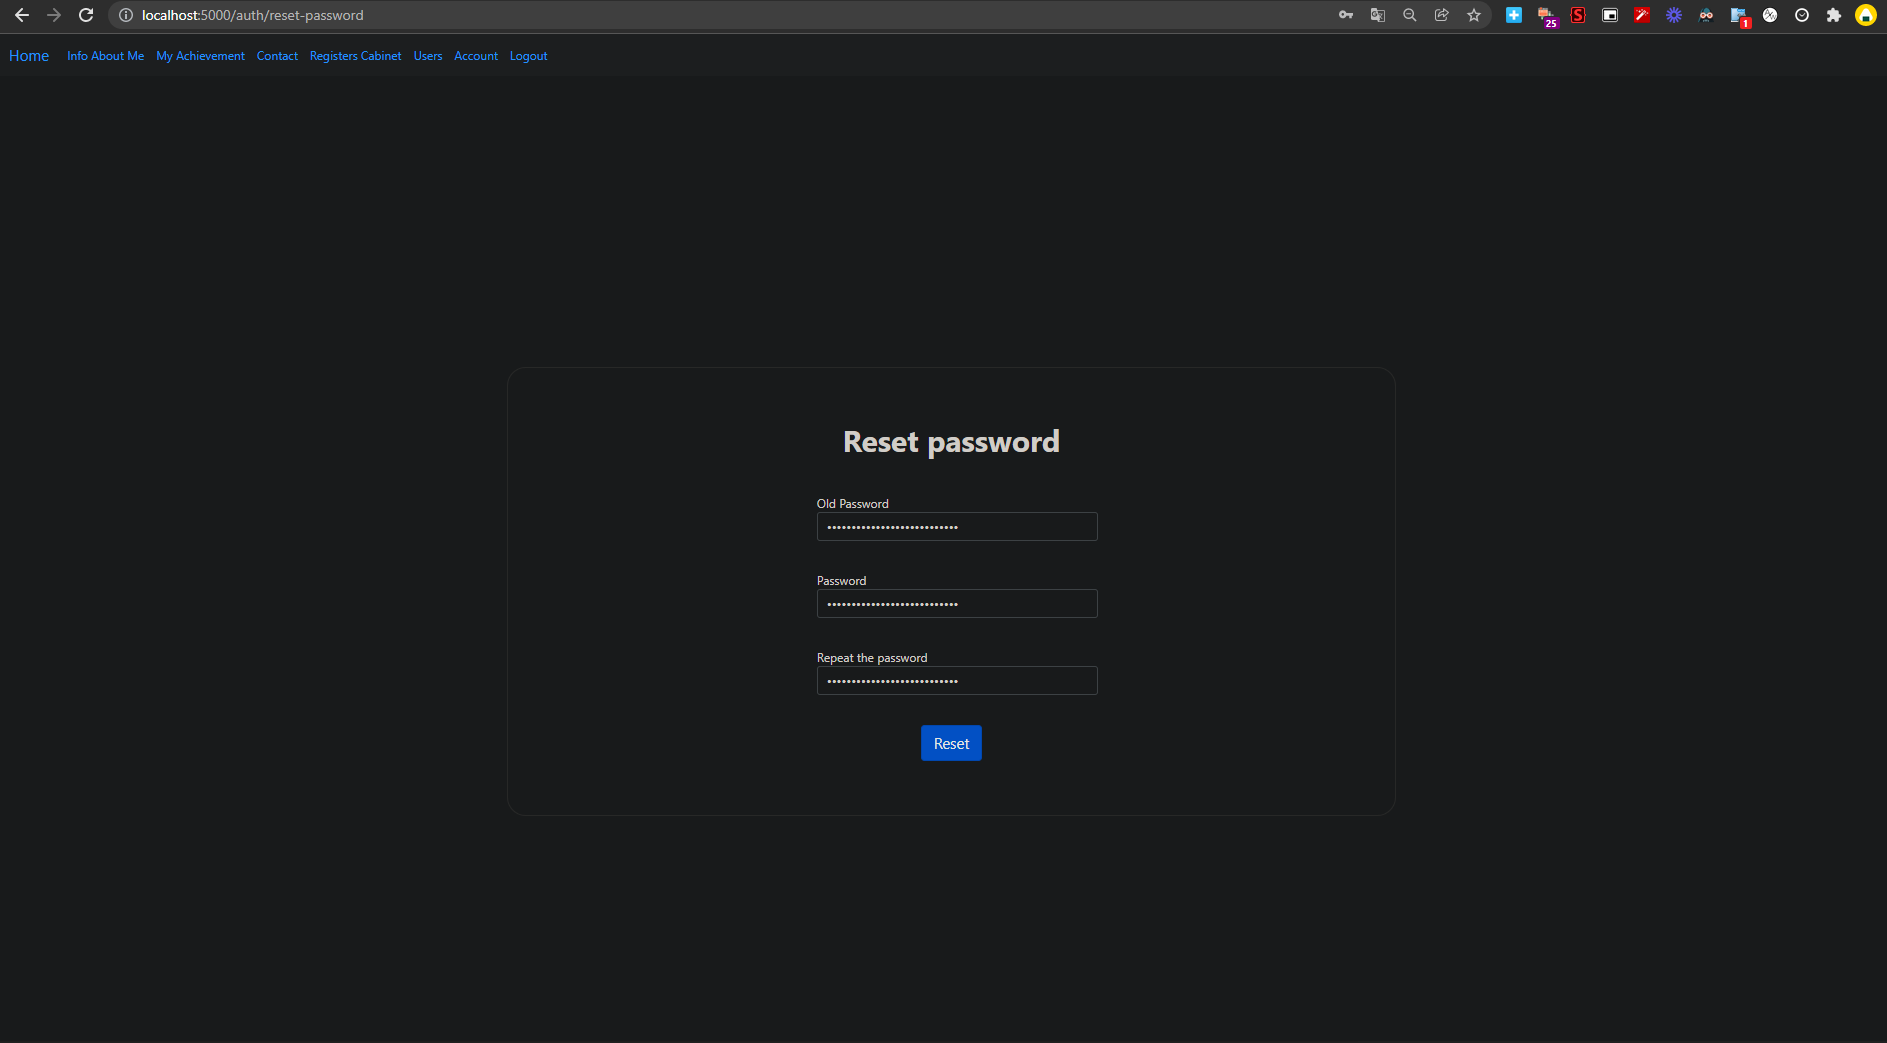 localhost:5000/auth/reset-password
25
S
1
Home Info About Me My Achievement Contact Registers Cabinet Users Account Logout
Reset password
Old Password
•••••••••••••••••••••••••••
Password
•••••••••••••••••••••••••••
Repeat the password
•••••••••••••••••••••••••••
Reset